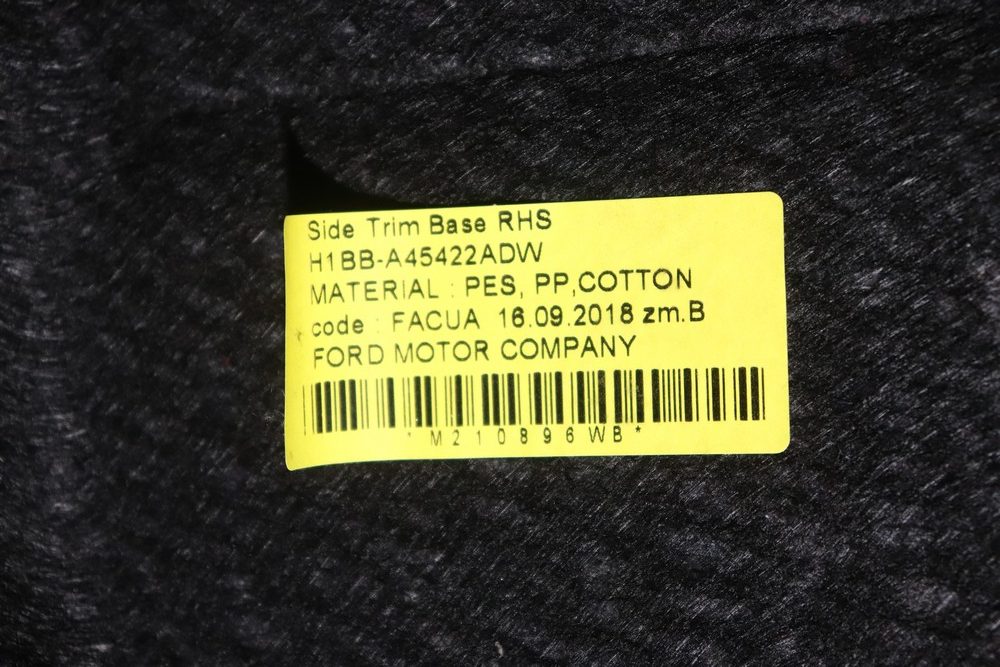 Side Trim Base RHS
H1BB-A45422ADW
MATERIAL : PES, PP,COTTON
code : FACUA 16.09.2018 zm.B
FORD MOTOR COMPANY
* M210896WB *